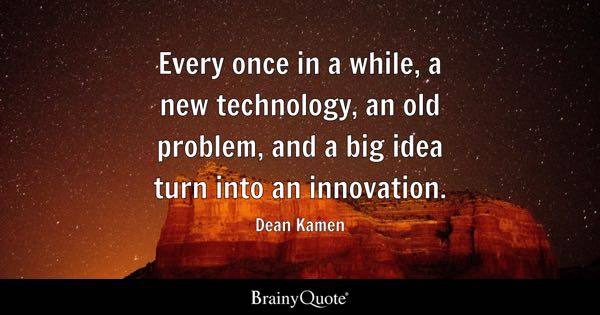 Every once in a while, a
new technology, an old
problem, and a big idea
turn into an innovation.
Dean Kamen
BrainyQuote®